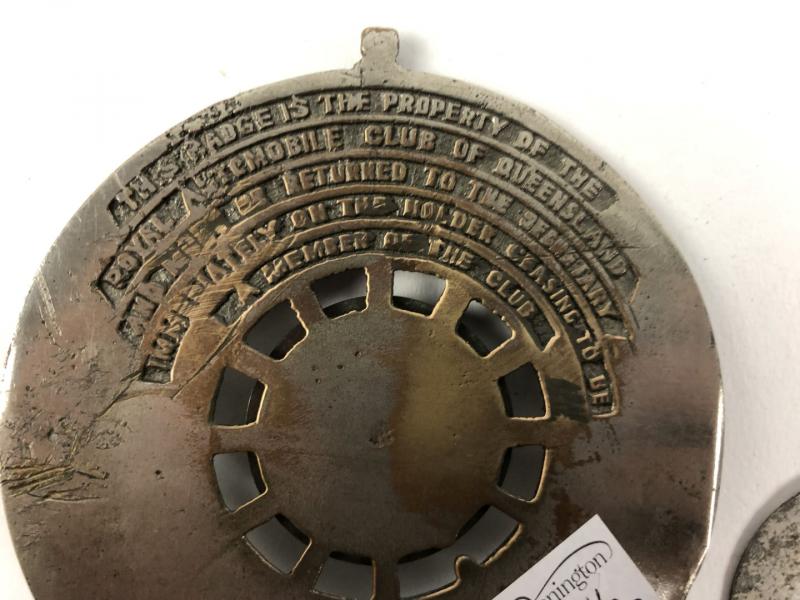 THIS BADGE IS THE PROPERTY OF THE
ROYAL AUTOMOBILE CLUB OF QUEENSLAND
AND MUST BE RETURNED TO THE SECRETARY
IMMEDIATELY ON THE HOLDER CEASING TO BE
A MEMBER OF THE CLUB